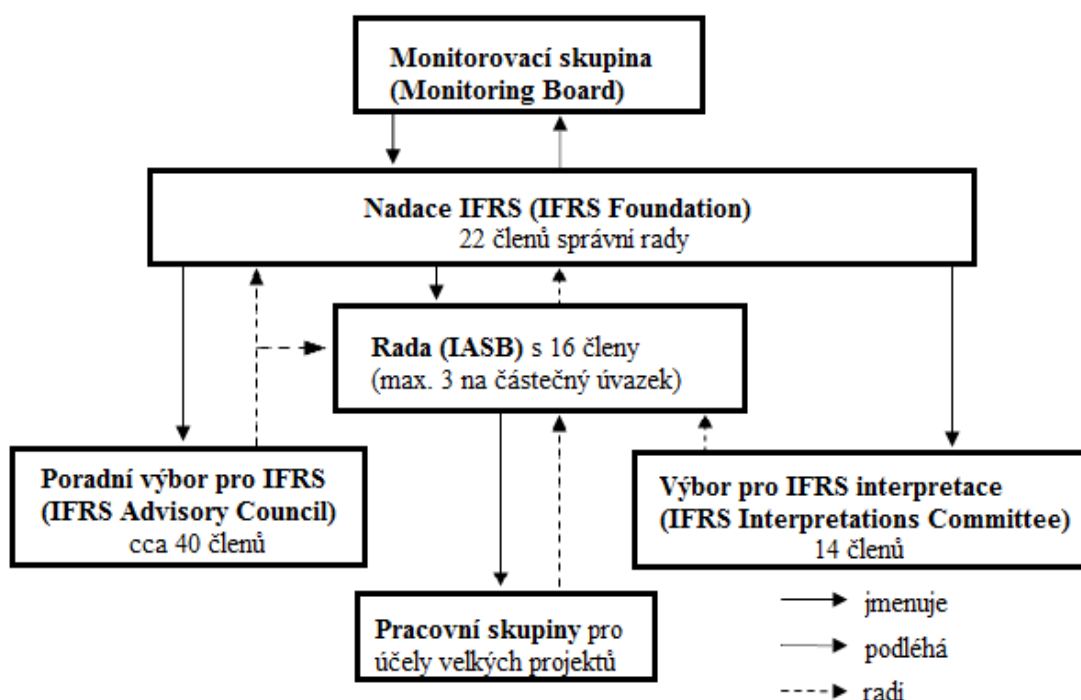 Monitorovací skupina
(Monitoring Board)
Nadace IFRS (IFRS Foundation)
22 členů správní rady
Rada (IASB) s 16 členy
(max. 3 na částečný úvazek)
Poradní výbor pro IFRS
(IFRS Advisory Council)
cca 40 členů
Výbor pro IFRS interpretace
(IFRS Interpretations Committee)
14 členů
Pracovní skupiny pro
účely velkých projektů
jmenuje
podléhá
radí